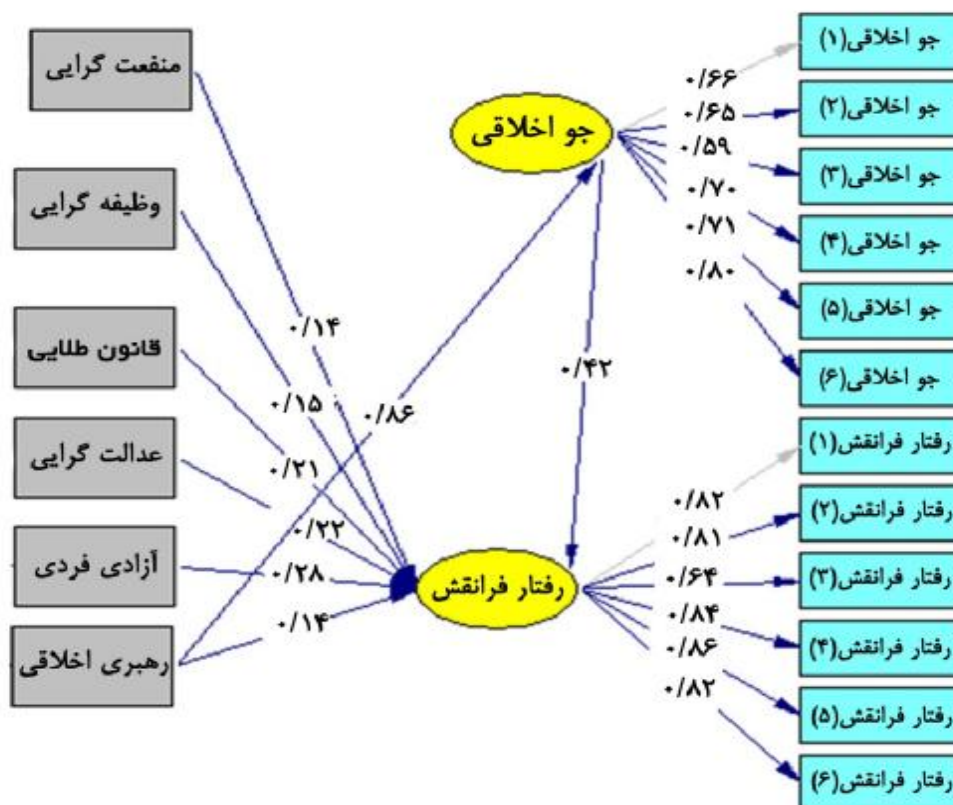 منفعت گرایی
وظیفه گرایی
قانون طلایی
عدالت گرایی
آزادی فردی
رهبری اخلاقی
۰/۱۴
۰/۱۵
۰/۲۱
۰/۲۲
۰/۲۸
۰/۱۴
۰/۸۶
۰/۴۲
جو اخلاقی
رفتار فرانقش
۰/۶۶
۰/۶۵
۰/۵۹
۰/۷۰
۰/۷۱
۰/۸۰
۰/۸۲
۰/۸۱
۰/۶۴
۰/۸۴
۰/۸۶
۰/۸۲
جو اخلاقی(۱)
جو اخلاقی(۲)
جو اخلاقی(۳)
جو اخلاقی(۴)
جو اخلاقی(۵)
جو اخلاقی(۶)
رفتار فرانقش(۱)
رفتار فرانقش(۲)
رفتار فرانقش(۳)
رفتار فرانقش(۴)
رفتار فرانقش(۵)
رفتار فرانقش(۶)